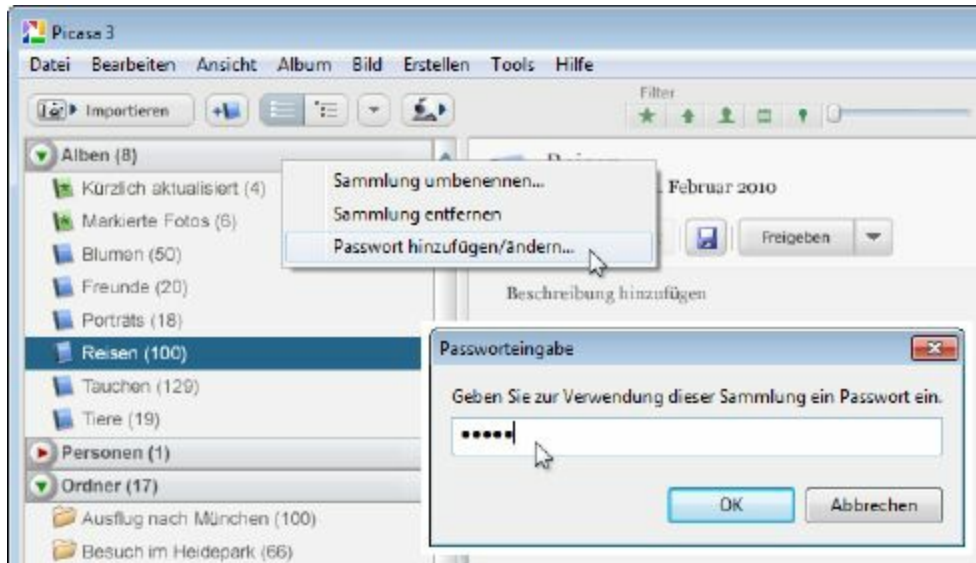 Picasa 3
Datei Bearbeiten Ansicht Album Bild Erstellen Tools Hilfe
Importieren
Filter
Alben (8)
Kürzlich aktualisiert (4)
Markierte Fotos (6)
Blumen (50)
Freunde (20)
Porträts (18)
Reisen (100)
Tauchen (129)
Tiere (19)
Personen (1)
Ordner (17)
Ausflug nach München (100)
Besuch im Heidepark (66)
Sammlung umbenennen...
Sammlung entfernen
Passwort hinzufügen/ändern...
Reisen
Februar 2010
Freigeben
Beschreibung hinzufügen
Passworteingabe
Geben Sie zur Verwendung dieser Sammlung ein Passwort ein.
•••••
OK Abbrechen